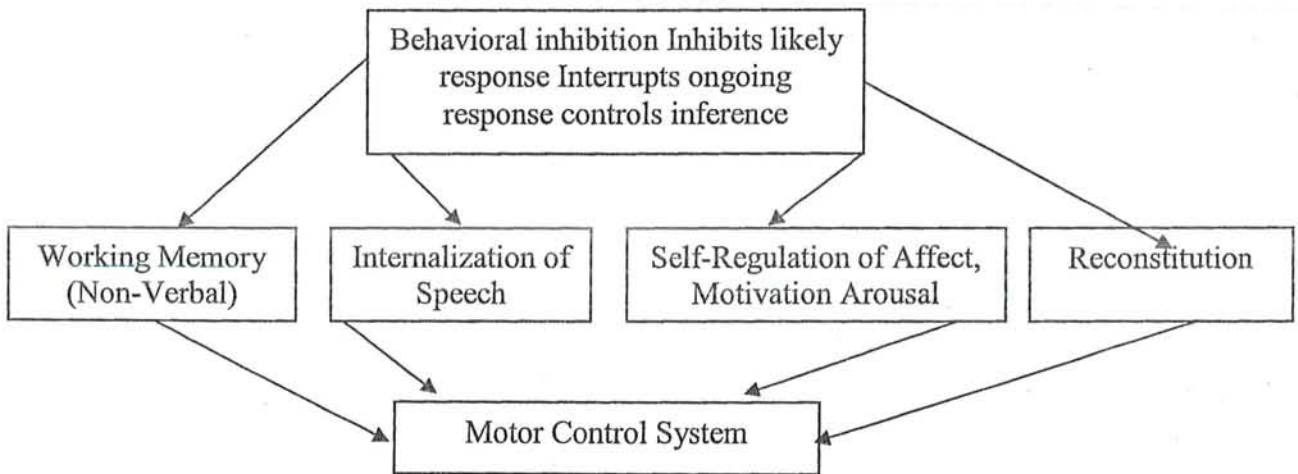 Behavioral inhibition Inhibits likely
response Interrupts ongoing
response controls inference
Working Memory
(Non-Verbal)
Internalization of
Speech
Self-Regulation of Affect,
Motivation Arousal
Reconstitution
Motor Control System